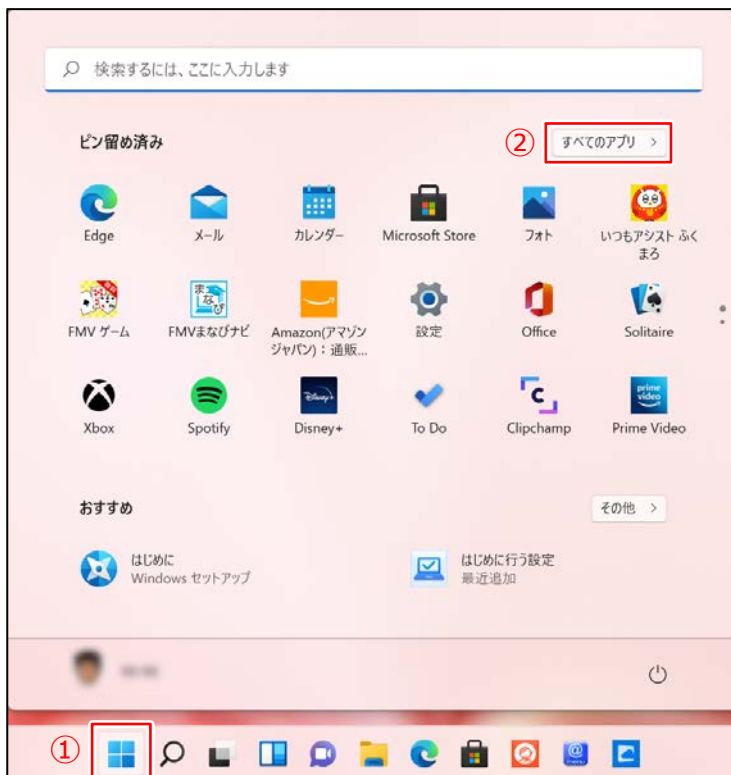 検索するには、ここに入力します
ピン留め済み
② すべてのアプリ >
Edge メール カレンダー Microsoft Store フォト いつもアシスト ふく
まろ
FMV ゲーム FMVまなびナビ Amazon(アマゾン 設定 Office Solitaire
ジャパン)：通販...
Disney+
prime
video
Xbox Spotify Disney+ To Do Clipchamp Prime Video
おすすめ
その他 >
はじめに
Windows セットアップ
はじめに行う設定
最近追加
①